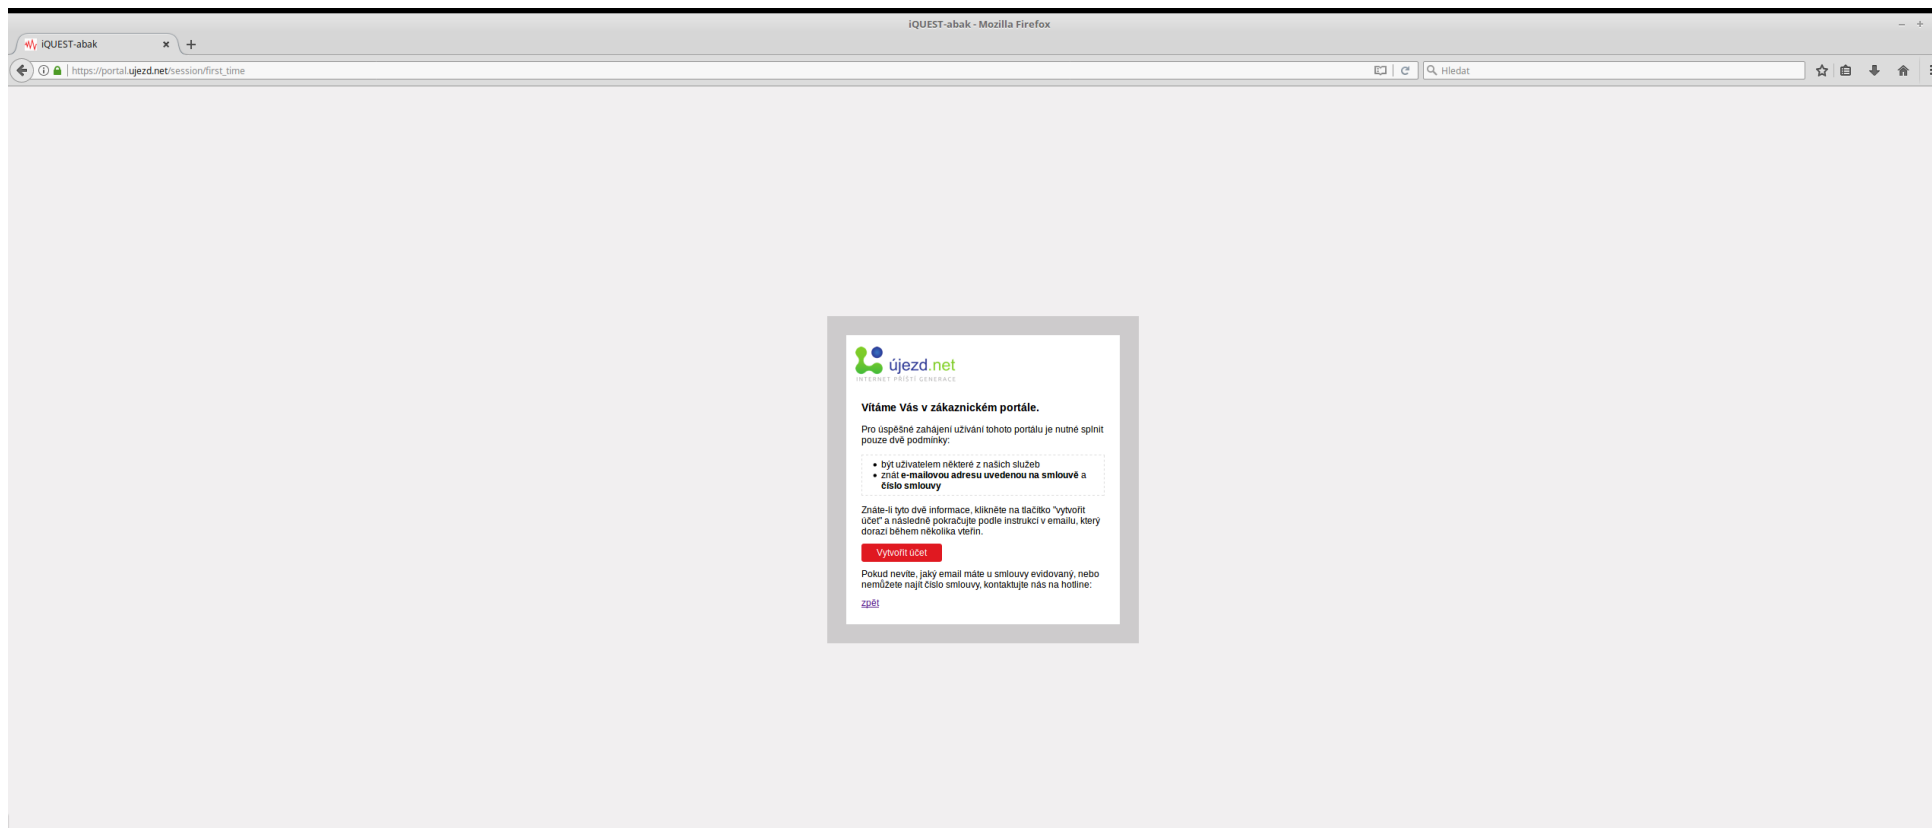 iQUEST-abak - Mozilla Firefox
iQUEST-abak
https://portal.ujezd.net/session/first_time
Hledat
újezd.net
INTERNET PŘÍŠTÍ GENERACE
Vítáme Vás v zákaznickém portále.
Pro úspěšné zahájení užívání tohoto portálu je nutné splnit
pouze dvě podmínky:
• být uživatelem některé z našich služeb
• znát e-mailovou adresu uvedenou na smlouvě a
číslo smlouvy
Znáte-li tyto dvě informace, klikněte na tlačítko "vytvořit
účet" a následně pokračujte podle instrukcí v emailu, který
dorazí během několika vteřin.
Vytvořit účet
Pokud nevíte, jaký email máte u smlouvy evidovaný, nebo
nemůžete najít číslo smlouvy, kontaktujte nás na hotline:
zpět